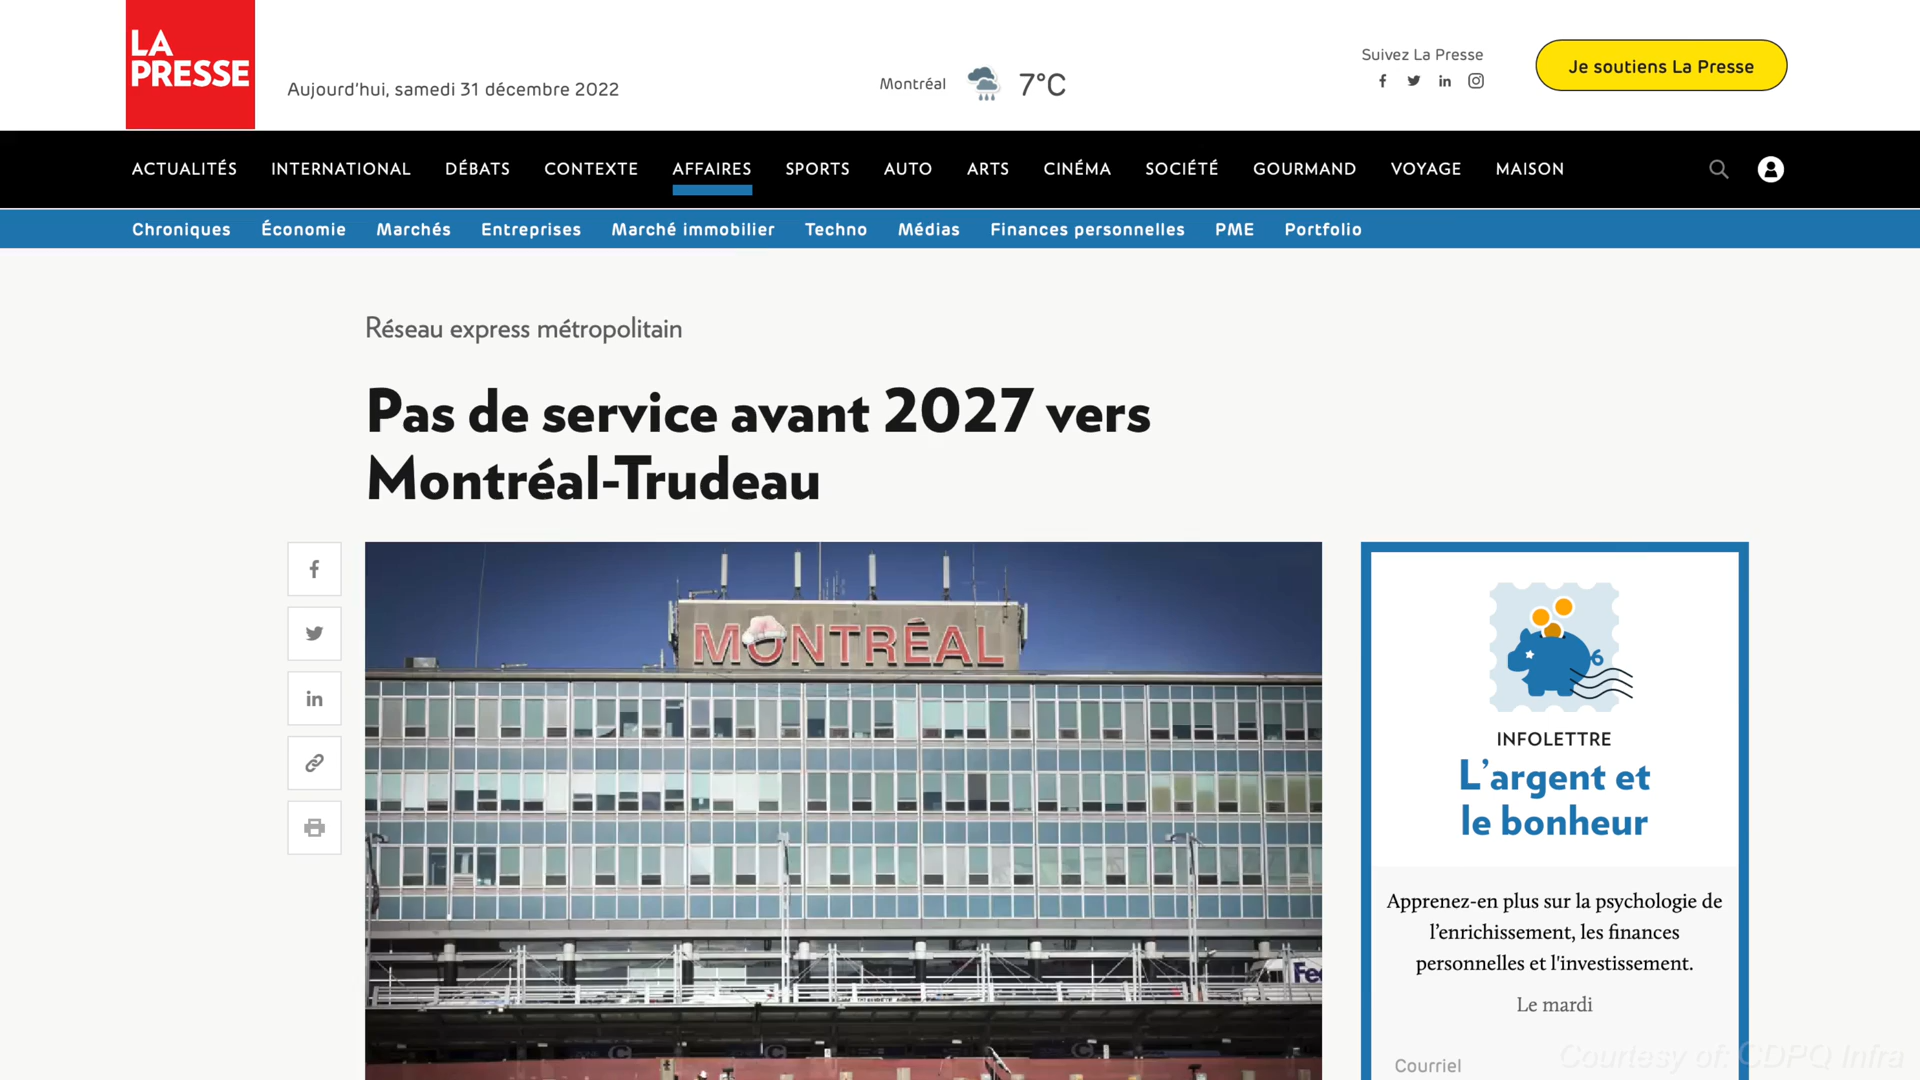 LA
PRESSE
Aujourd'hui, samedi 31 décembre 2022
Montréal
7°C
Suivez La Presse
Je soutiens La Presse
ACTUALITÉS INTERNATIONAL DÉBATS CONTEXTE AFFAIRES SPORTS AUTO ARTS CINÉMA SOCIÉTÉ GOURMAND VOYAGE MAISON
Chroniques Économie Marchés Entreprises Marché immobilier Techno Médias Finances personnelles PME Portfolio
Réseau express métropolitain
Pas de service avant 2027 vers
Montréal-Trudeau
MONTRÉAL
INFOLETTRE
L'argent et
le bonheur
Apprenez-en plus sur la psychologie de
l'enrichissement, les finances
personnelles et l'investissement.
Le mardi
Courriel
Courtesy of: CDPQ Infra